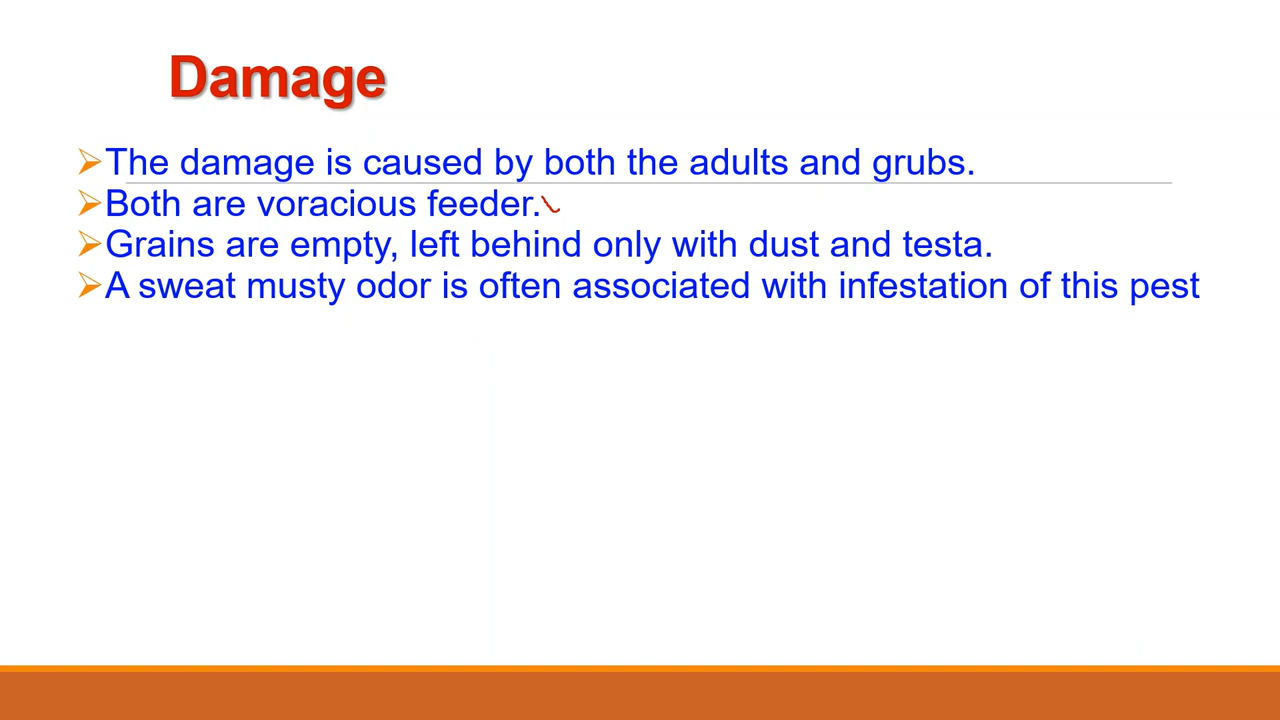 Damage
The damage is caused by both the adults and grubs.
Both are voracious feeder.
Grains are empty, left behind only with dust and testa.
A sweat musty odor is often associated with infestation of this pest